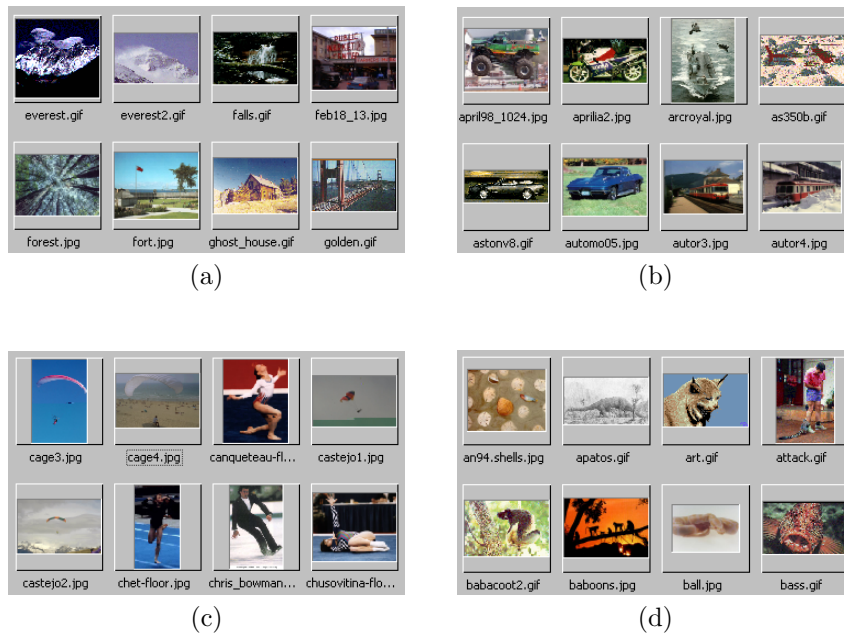 everest.gif everest2.gif falls.gif feb18_13.jpg
forest.jpg fort.jpg ghost_house.gif golden.gif
(a)
april98_1024.jpg aprilia2.jpg arcroyal.jpg as350b.gif
astonv8.gif automo05.jpg autor3.jpg autor4.jpg
(b)
cage3.jpg cage4.jpg canqueteau-fl... castejo1.jpg
castejo2.jpg chet-floor.jpg chris_bowman... chusovitina-flo...
(c)
an94.shells.jpg apatos.gif art.gif attack.gif
babacoot2.gif baboons.jpg ball.jpg bass.gif
(d)